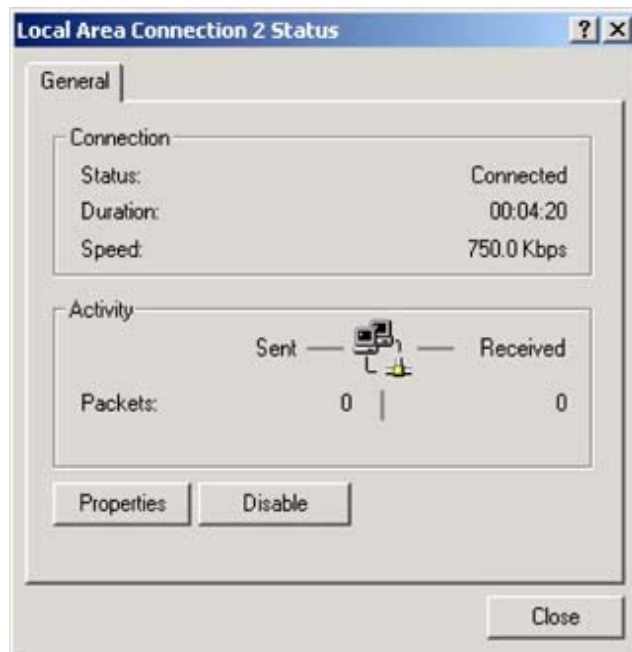 Local Area Connection 2 Status
General
Connection
Status: Connected
Duration: 00:04:20
Speed: 750.0 Kbps
Activity
Sent Received
Packets: 0 0
Properties Disable
Close